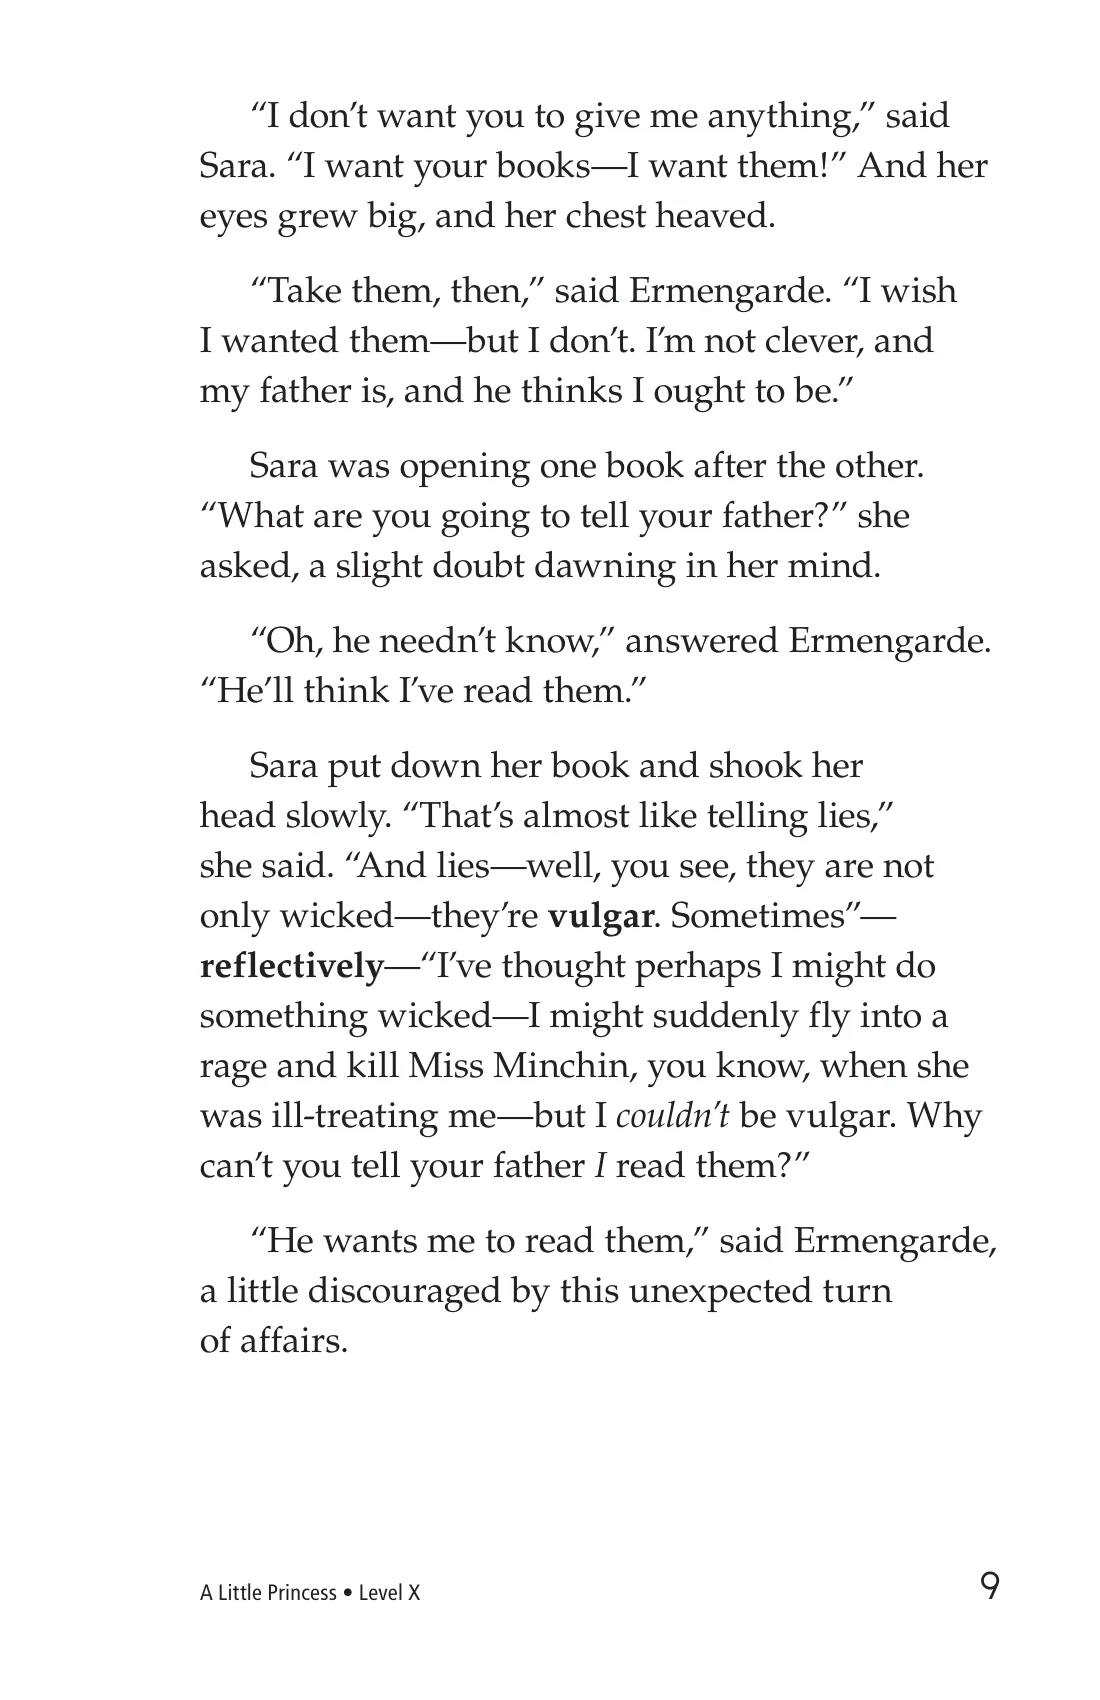 “I don’t want you to give me anything,” said
Sara. “I want your books—I want them!” And her
eyes grew big, and her chest heaved.
“Take them, then,” said Ermengarde. “I wish
I wanted them—but I don’t. I’m not clever, and
my father is, and he thinks I ought to be.”
Sara was opening one book after the other.
“What are you going to tell your father?” she
asked, a slight doubt dawning in her mind.
“Oh, he needn’t know,” answered Ermengarde.
“He’ll think I’ve read them.”
Sara put down her book and shook her
head slowly. “That’s almost like telling lies,”
she said. “And lies—well, you see, they are not
only wicked—they’re vulgar. Sometimes”—
reflectively—“I’ve thought perhaps I might do
something wicked—I might suddenly fly into a
rage and kill Miss Minchin, you know, when she
was ill-treating me—but I couldn’t be vulgar. Why
can’t you tell your father I read them?”
“He wants me to read them,” said Ermengarde,
a little discouraged by this unexpected turn
of affairs.
A Little Princess • Level X
9